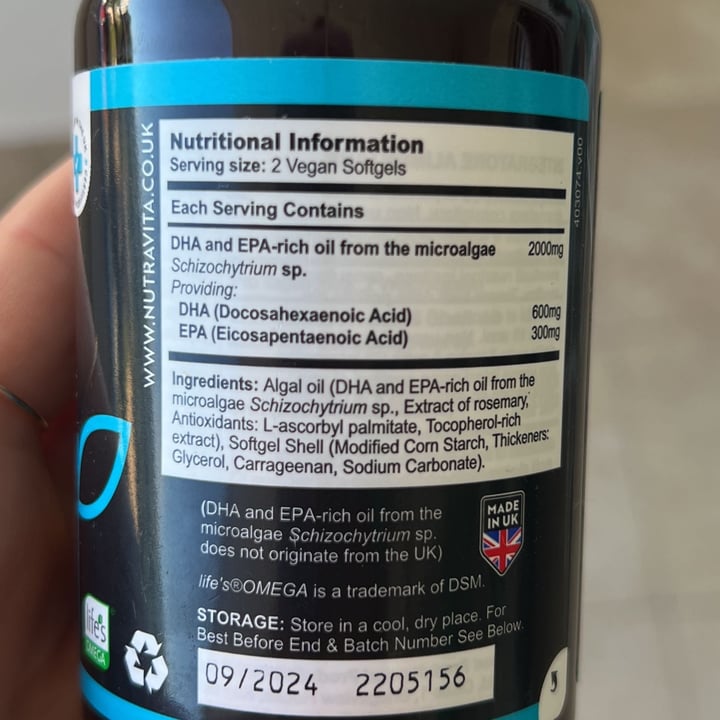 Nutritional Information
Serving size: 2 Vegan Softgels
Each Serving Contains
DHA and EPA-rich oil from the microalgae 2000mg
Schizochytrium sp.
Providing:
DHA (Docosahexaenoic Acid) 600mg
EPA (Eicosapentaenoic Acid) 300mg
Ingredients: Algal oil (DHA and EPA-rich oil from the
microalgae Schizochytrium sp., Extract of rosemary,
Antioxidants: L-ascorbyl palmitate, Tocopherol-rich
extract), Softgel Shell (Modified Corn Starch, Thickeners:
Glycerol, Carrageenan, Sodium Carbonate).
(DHA and EPA-rich oil from the
microalgae Schizochytrium sp.
does not originate from the UK)
MADE
IN UK
life's®OMEGA is a trademark of DSM.
STORAGE: Store in a cool, dry place. For
Best Before End & Batch Number See Below.
09/2024 2205156
WWW.NUTRAVITA.CO.UK
403074.v00
life's
OMEGA